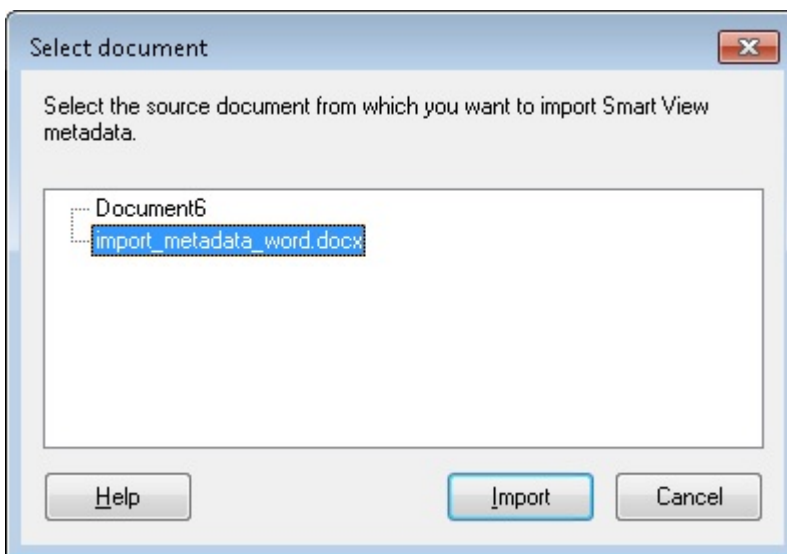 Select document
Select the source document from which you want to import Smart View
metadata.
Document6
import_metadata_word.docx
Help
Import
Cancel